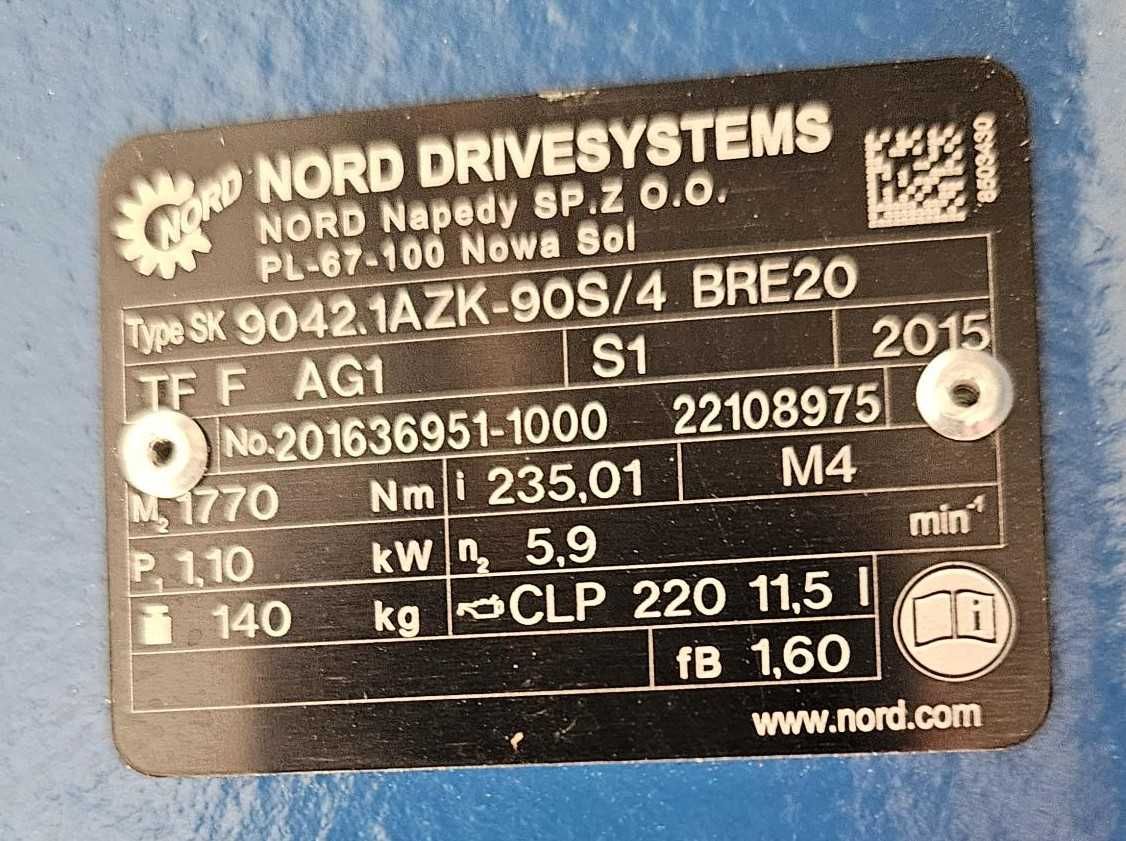 NORD
NORD DRIVESYSTEMS
NORD Napedy SP.Z O.O.
PL-67-100 Nowa Sol
8503430
Type SK 9042.1AZK-90S/4 BRE20
TF F AG1 S1 2015
No.201636951-1000 22108975
M₂ 1770 Nm i 235,01 M4
P₁ 1,10 kW n₂ 5,9 min⁻¹
140 kg CLP 220 11,5 l
fB 1,60
i
www.nord.com